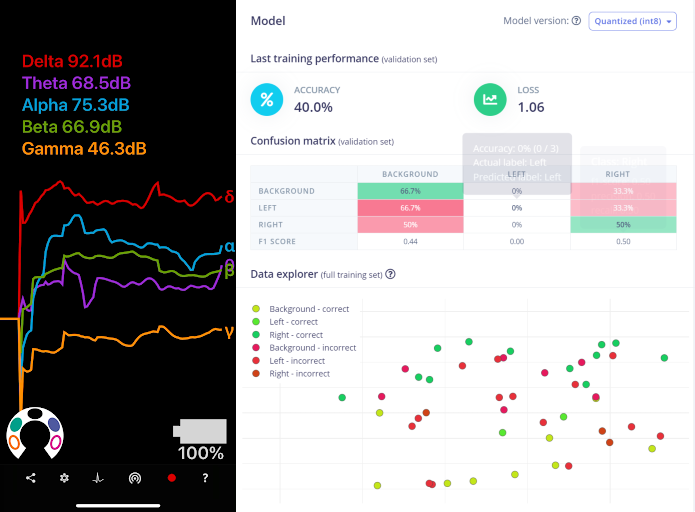 Delta 92.1dB
Theta 68.5dB
Alpha 75.3dB
Beta 66.9dB
Gamma 46.3dB
δ
α
θ
β
γ
100%
?
Model
Model version: ? Quantized (int8)
Last training performance (validation set)
%
ACCURACY
40.0%
LOSS
1.06
Confusion matrix (validation set)
Accuracy: 0% (0 / 3)
Actual label: Left
Predicted label: Left
BACKGROUND LEFT RIGHT
BACKGROUND 66.7% 0% 33.3%
LEFT 66.7% 0% 33.3%
RIGHT 50% 0% 50%
F1 SCORE 0.44 0.00 0.50
Data explorer (full training set) ?
Background - correct
Left - correct
Right - correct
Background - incorrect
Left - incorrect
Right - incorrect